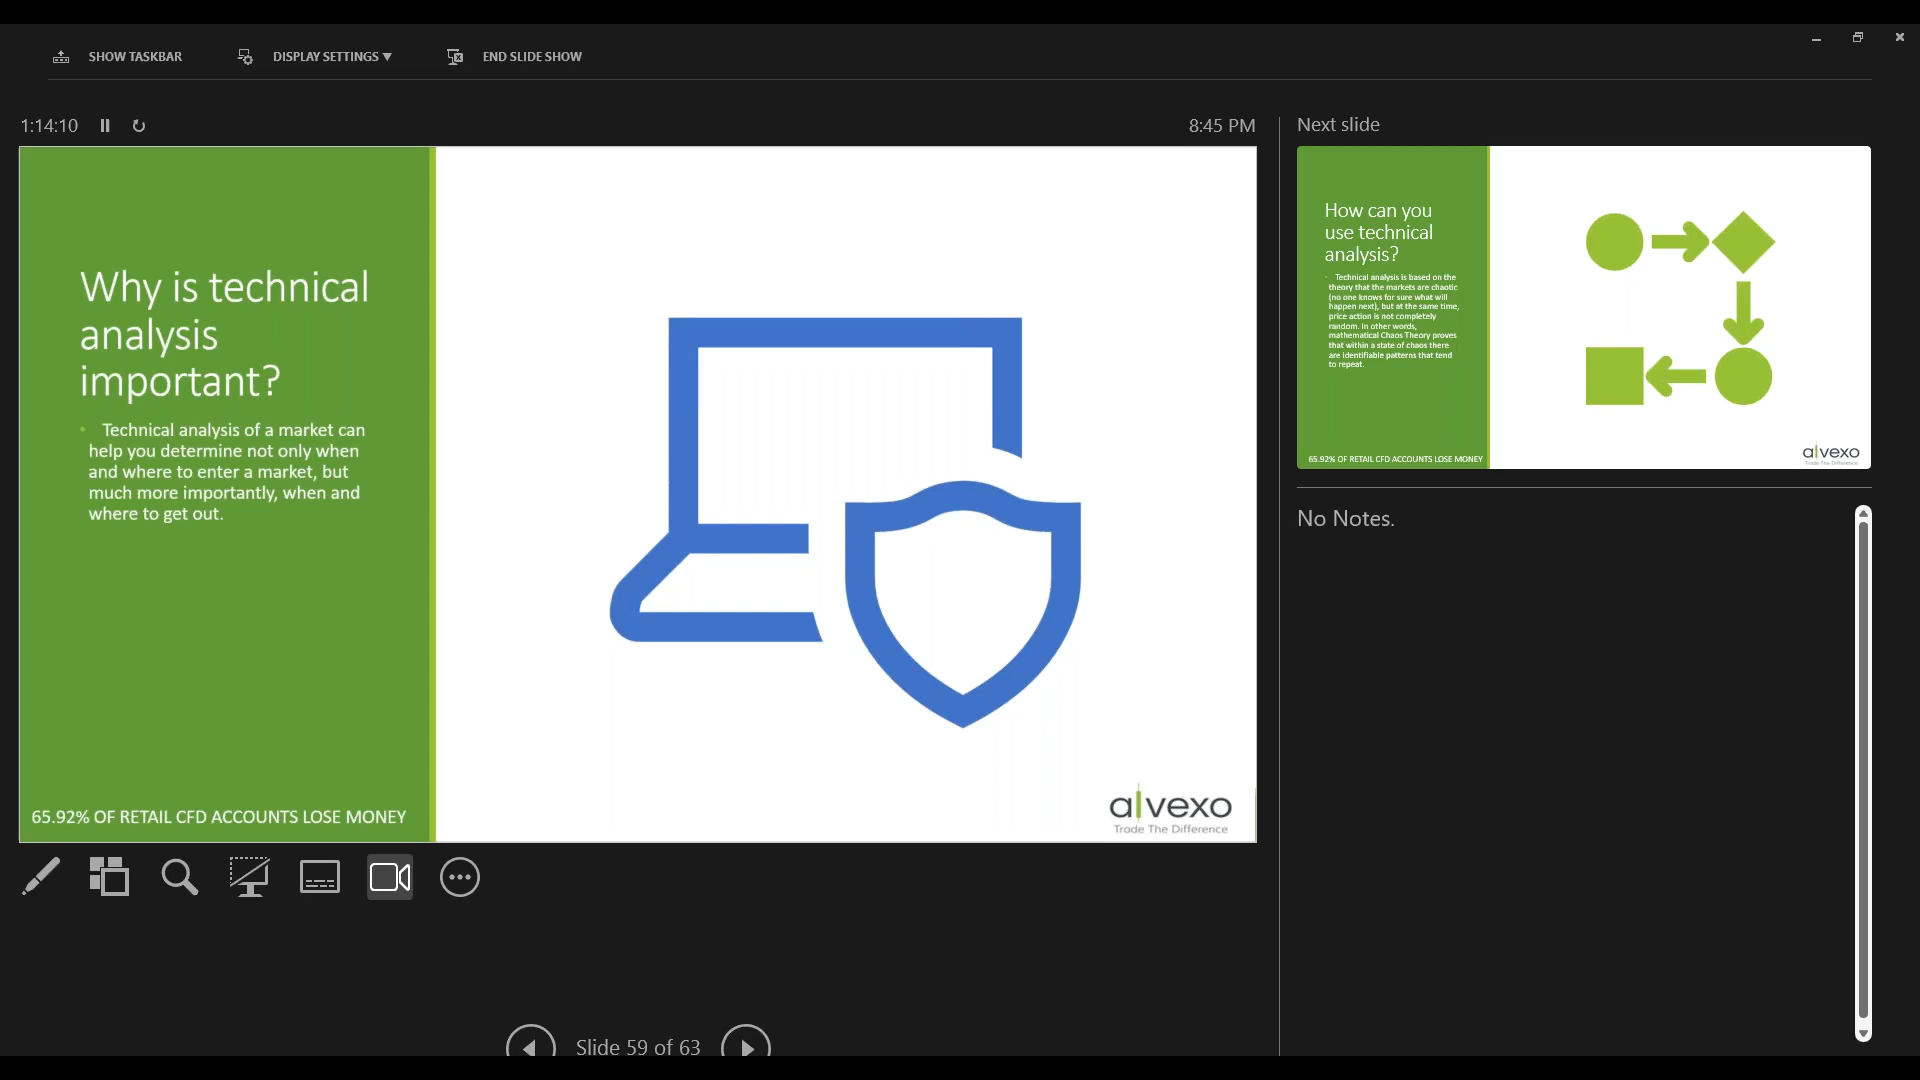 SHOW TASKBAR
DISPLAY SETTINGS
END SLIDE SHOW
1:14:10
8:45 PM
Why is technical
analysis
important?
• Technical analysis of a market can
help you determine not only when
and where to enter a market, but
much more importantly, when and
where to get out.
65.92% OF RETAIL CFD ACCOUNTS LOSE MONEY
alvexo
Trade The Difference
Slide 59 of 63
Next slide
How can you
use technical
analysis?
Technical analysis is based on the
theory that the markets are chaotic
(no one knows for sure what will
happen next), but at the same time,
price action is not completely
random. In other words,
mathematical Chaos Theory proves
that within a state of chaos there
are identifiable patterns that tend
to repeat.
65.92% OF RETAIL CFD ACCOUNTS LOSE MONEY
alvexo
Trade The Difference
No Notes.